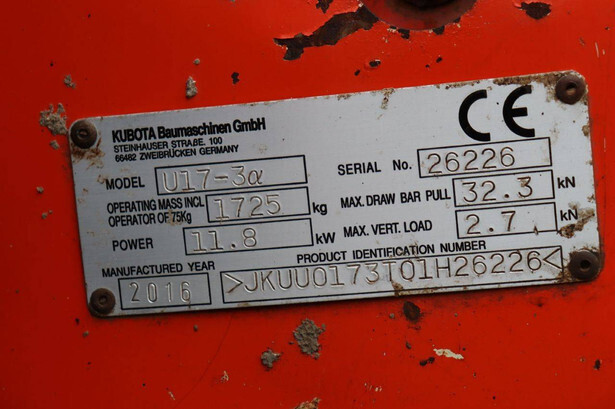 KUBOTA Baumaschinen GmbH
STEINHAUSER STRAßE. 100
66482 ZWEIBRÜCKEN GERMANY
CE
MODEL U17-3α
SERIAL No. 26226
OPERATING MASS INCL OPERATOR OF 75Kg 1725 kg
MAX. DRAW BAR PULL 32.3 kN
POWER 11.8 kW
MAX. VERT. LOAD 2.7 kN
MANUFACTURED YEAR
2016
PRODUCT IDENTIFICATION NUMBER
>JKUU0173T01H26226<